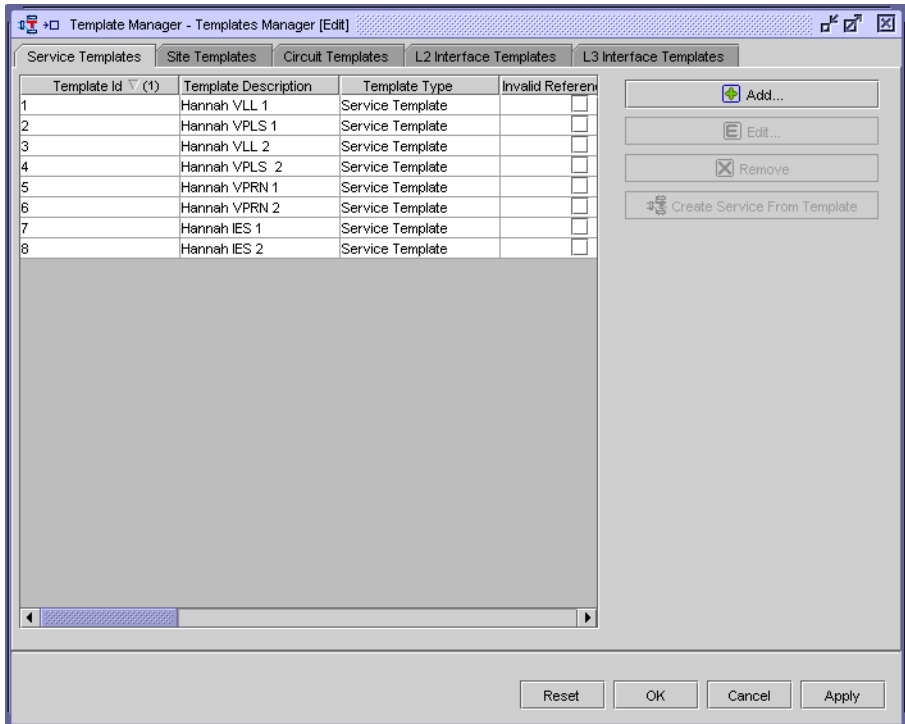 Template Manager - Templates Manager [Edit]
Service Templates Site Templates Circuit Templates L2 Interface Templates L3 Interface Templates
Template Id (1) Template Description Template Type Invalid Referen
1 Hannah VLL 1 Service Template
2 Hannah VPLS 1 Service Template
3 Hannah VLL 2 Service Template
4 Hannah VPLS 2 Service Template
5 Hannah VPRN 1 Service Template
6 Hannah VPRN 2 Service Template
7 Hannah IES 1 Service Template
8 Hannah IES 2 Service Template
Add...
E Edit...
Remove
Create Service From Template
Reset OK Cancel Apply